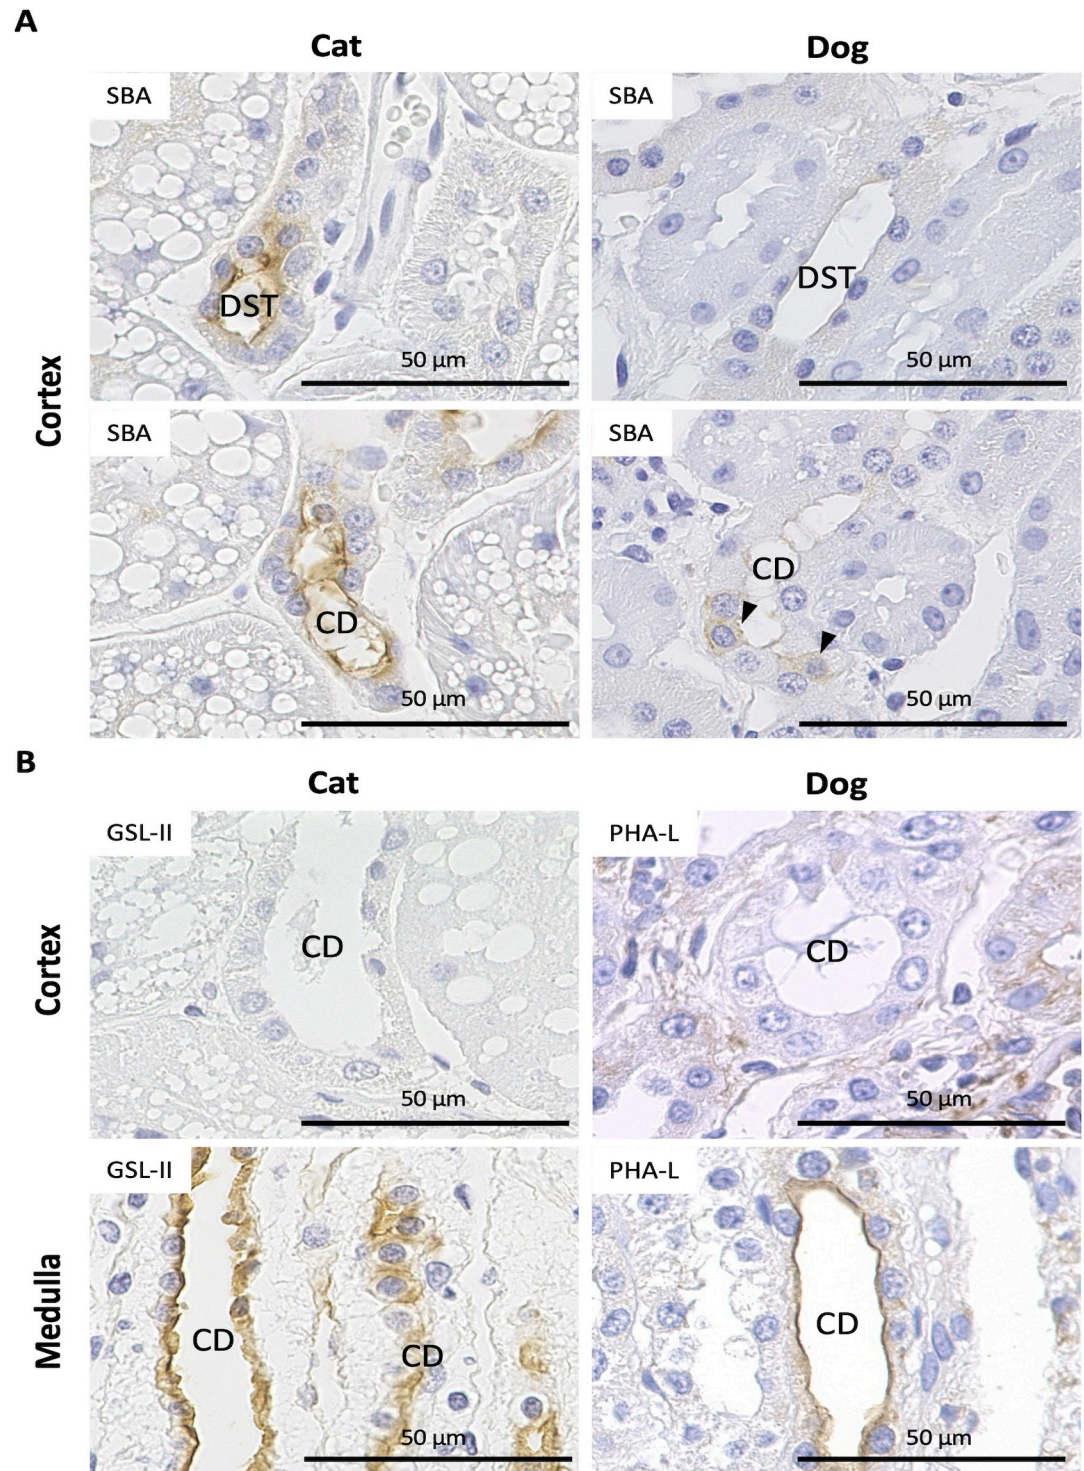 A
Cat Dog
Cortex
SBA SBA
DST DST
50 µm 50 µm
SBA SBA
CD CD
50 µm 50 µm
B
Cat Dog
Cortex
GSL-II PHA-L
CD CD
50 µm 50 µm
Medulla
GSL-II PHA-L
CD CD CD
50 µm 50 µm